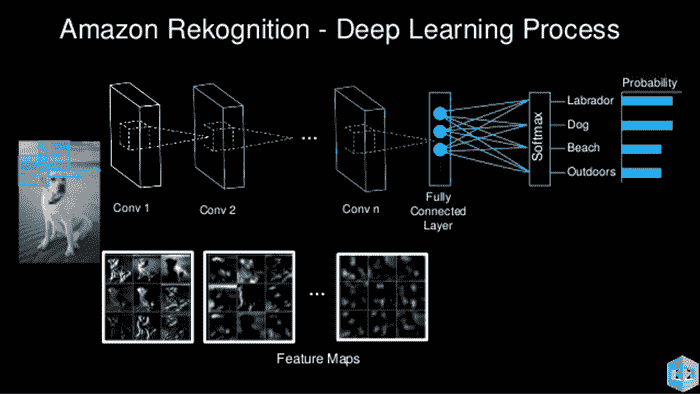 Amazon Rekognition - Deep Learning Process
Probability
Labrador
Dog
Beach
Outdoors
Softmax
Conv 1
Conv 2
...
Conv n
Fully
Connected
Layer
...
Feature Maps